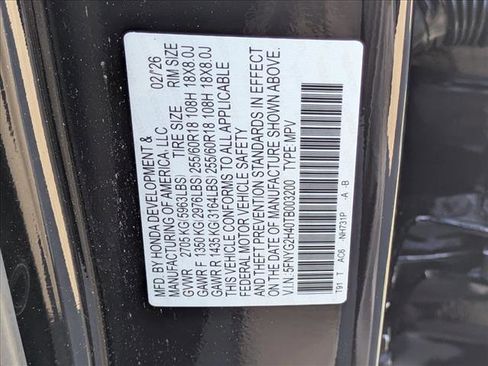 MFD BY HONDA DEVELOPMENT &
MANUFACTURING OF AMERICA, LLC 02/26
GVWR 2705 KG(5963LBS) TIRE SIZE RIM SIZE
GAWR F 1350 KG(2976LBS) 255/60R18 108H 18X8.0J
GAWR R 1435 KG(3164LBS) 255/60R18 108H 18X8.0J
THIS VEHICLE CONFORMS TO ALL APPLICABLE
FEDERAL MOTOR VEHICLE SAFETY
AND THEFT PREVENTION STANDARDS IN EFFECT
ON THE DATE OF MANUFACTURE SHOWN ABOVE.
V.I.N: 5FNYG2H40TB003200 TYPE: MPV
T91 T AC6 NH731P A -B